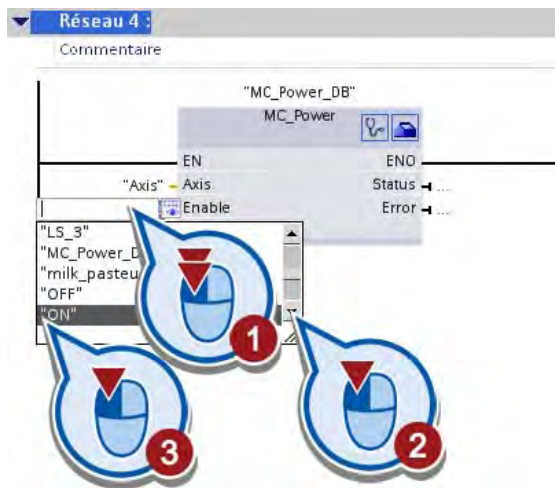 Réseau 4 :
Commentaire
"MC_Power_DB"
MC_Power
EN ENO
"Axis" Axis Status ...
Enable Error ...
"LS_3"
"MC_Power_D
"milk_pasteu
"OFF"
"ON"
1
2
3